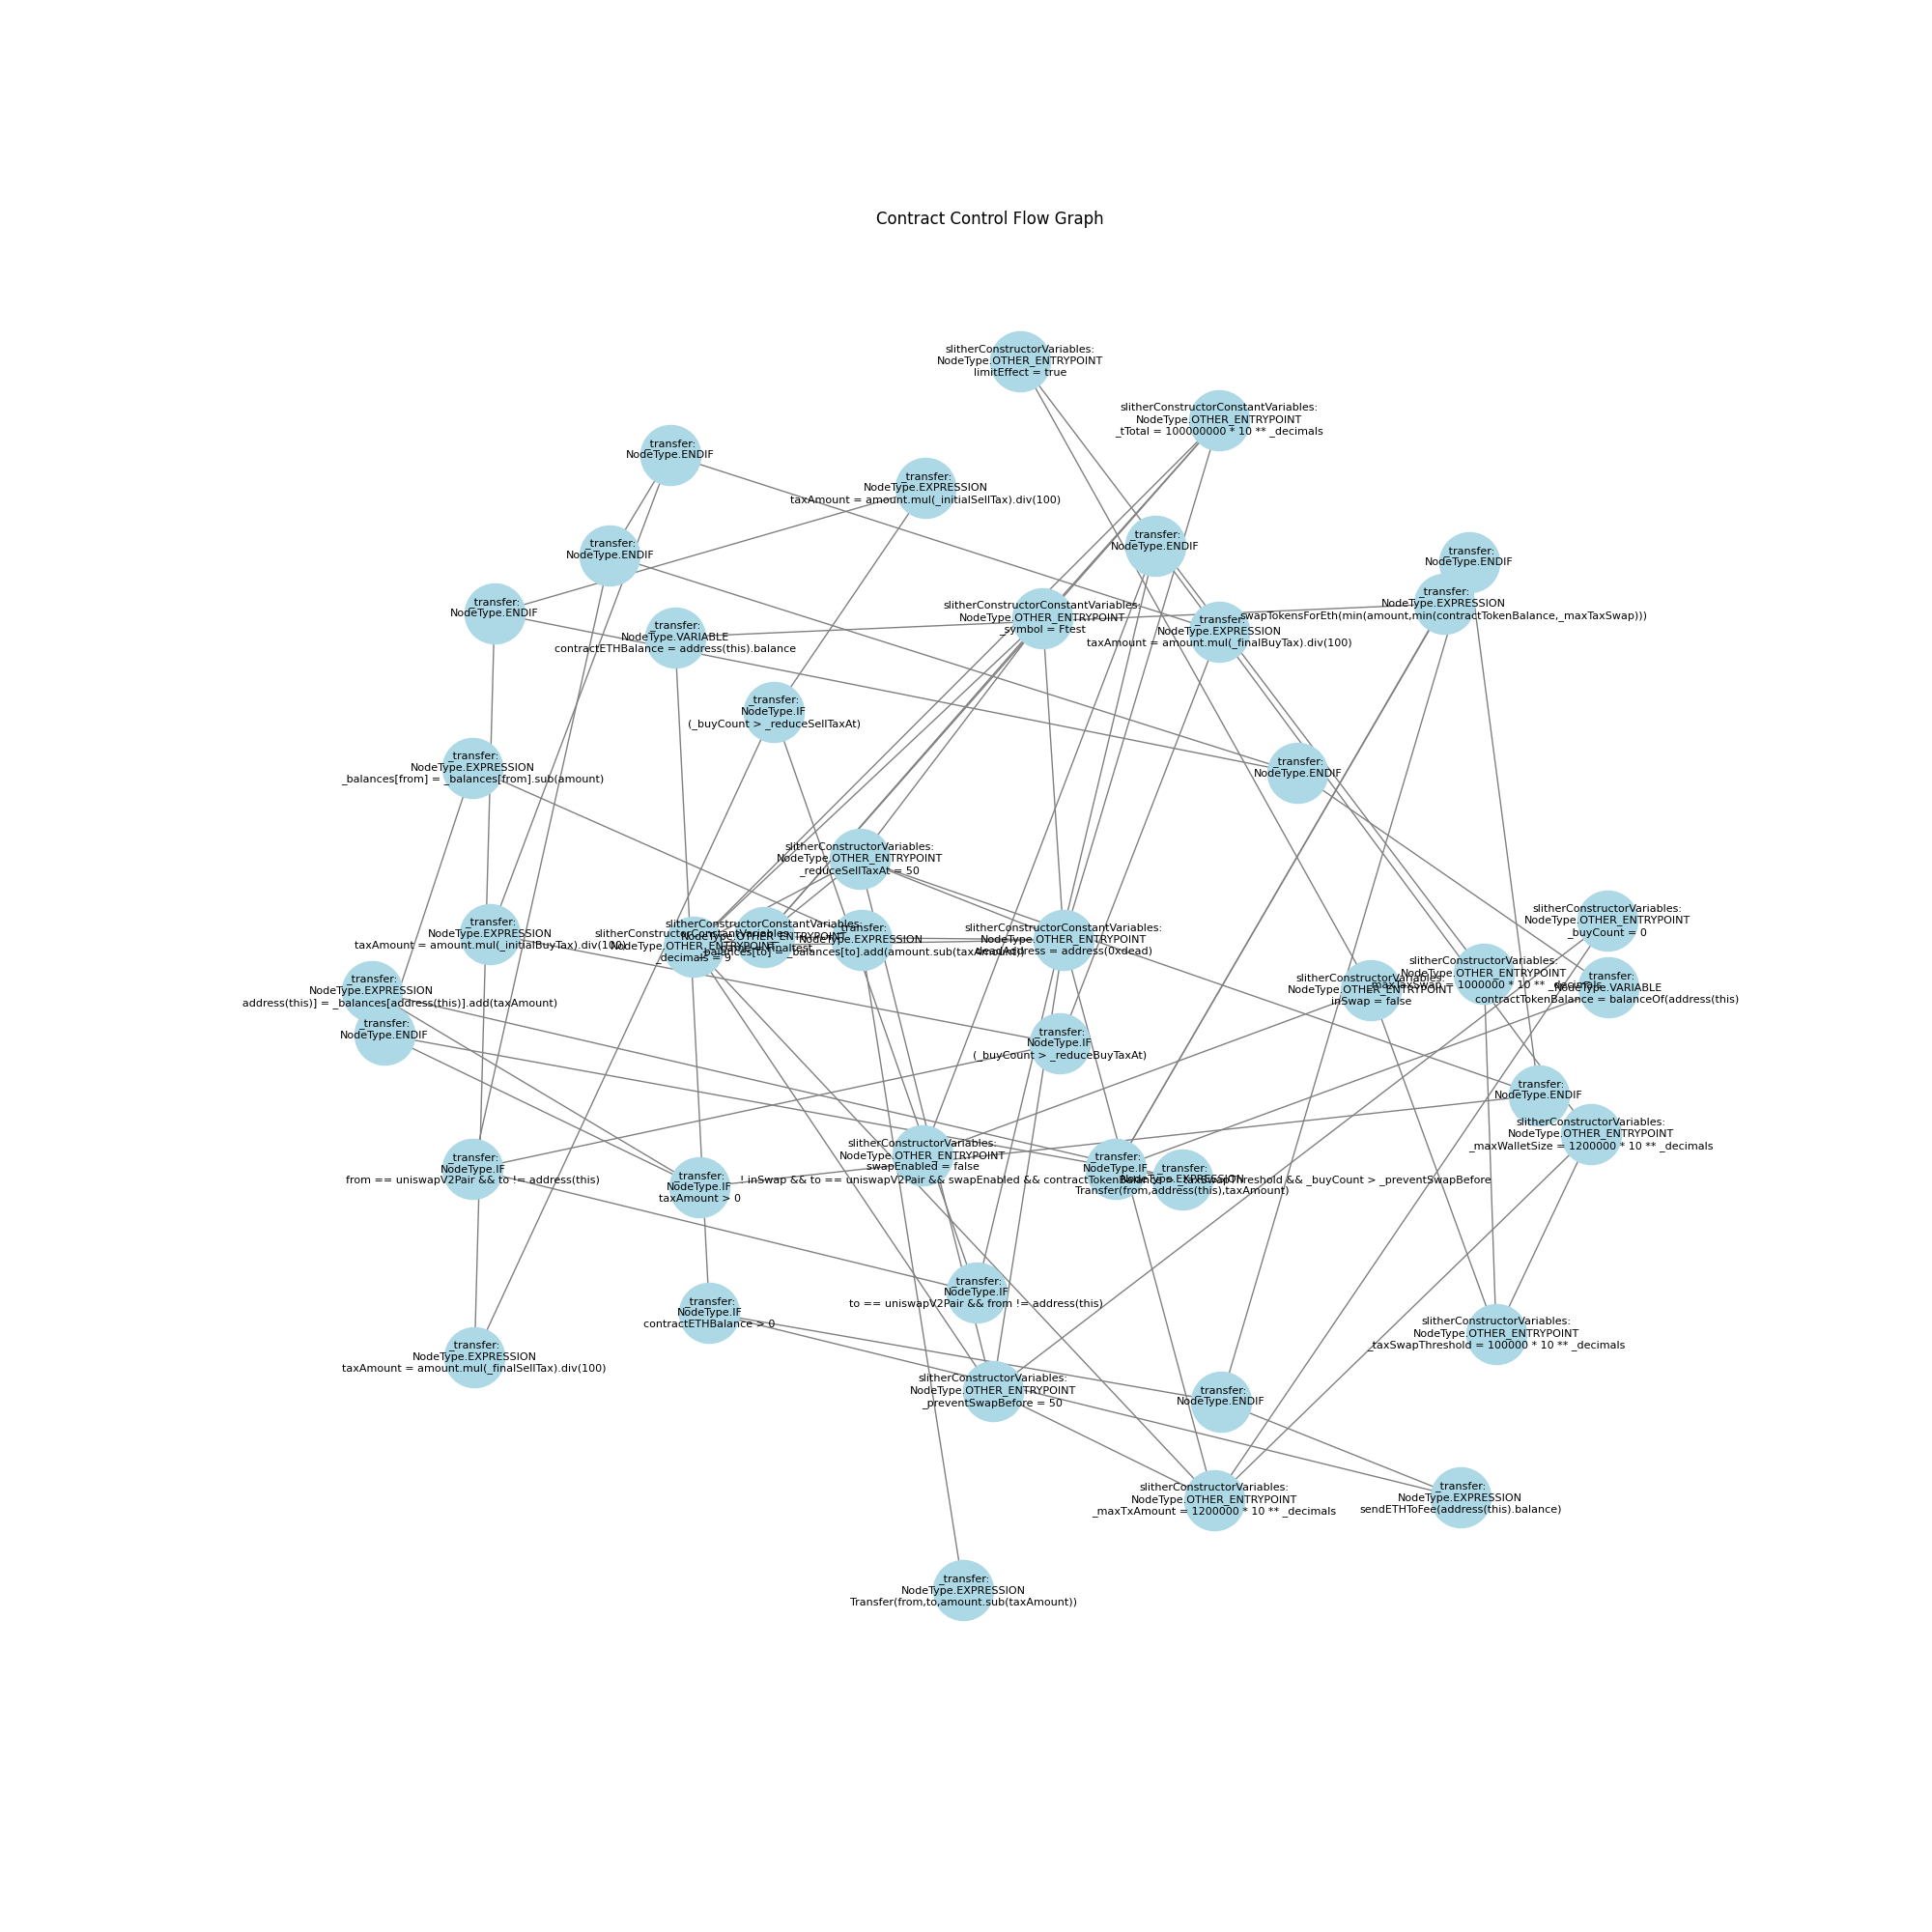 Contract Control Flow Graph
slitherConstructorVariables:
NodeType.OTHER_ENTRYPOINT
limitEffect = true
slitherConstructorConstantVariables:
NodeType.OTHER_ENTRYPOINT
_tTotal = 100000000 * 10 ** _decimals
_transfer:
NodeType.ENDIF
_transfer:
NodeType.EXPRESSION
taxAmount = amount.mul(_initialSellTax).div(100)
_transfer:
NodeType.ENDIF
_transfer:
NodeType.ENDIF
_transfer:
NodeType.ENDIF
_transfer:
NodeType.ENDIF
_transfer:
NodeType.EXPRESSION
swapTokensForEth(min(amount,min(contractTokenBalance,_maxTaxSwap)))
slitherConstructorConstantVariables:
NodeType.OTHER_ENTRYPOINT
_symbol = Ftest
_transfer:
NodeType.VARIABLE
contractETHBalance = address(this).balance
_transfer:
NodeType.EXPRESSION
taxAmount = amount.mul(_finalBuyTax).div(100)
_transfer:
NodeType.IF
(_buyCount > _reduceSellTaxAt)
_transfer:
NodeType.EXPRESSION
_balances[from] = _balances[from].sub(amount)
_transfer:
NodeType.ENDIF
slitherConstructorVariables:
NodeType.OTHER_ENTRYPOINT
_reduceSellTaxAt = 50
_transfer:
NodeType.EXPRESSION
taxAmount = amount.mul(_initialBuyTax).div(100)
slitherConstructorConstantVariables:
NodeType.OTHER_ENTRYPOINT
_decimals = 9
slitherConstructorConstantVariables:
NodeType.OTHER_ENTRYPOINT
_transfer:
NodeType.EXPRESSION
_balances[to] = _balances[to].add(amount.sub(taxAmount))
slitherConstructorConstantVariables:
NodeType.OTHER_ENTRYPOINT
deadAddress = address(0xdead)
slitherConstructorVariables:
NodeType.OTHER_ENTRYPOINT
_buyCount = 0
slitherConstructorVariables:
NodeType.OTHER_ENTRYPOINT
_maxTaxSwap = 1000000 * 10 ** _decimals
slitherConstructorVariables:
NodeType.OTHER_ENTRYPOINT
inSwap = false
_transfer:
NodeType.VARIABLE
contractTokenBalance = balanceOf(address(this)
_transfer:
NodeType.EXPRESSION
address(this)] = _balances[address(this)].add(taxAmount)
_transfer:
NodeType.ENDIF
_transfer:
NodeType.IF
(_buyCount > _reduceBuyTaxAt)
_transfer:
NodeType.ENDIF
slitherConstructorVariables:
NodeType.OTHER_ENTRYPOINT
_maxWalletSize = 1200000 * 10 ** _decimals
_transfer:
NodeType.IF
from == uniswapV2Pair && to != address(this)
slitherConstructorVariables:
NodeType.OTHER_ENTRYPOINT
swapEnabled = false
_transfer:
NodeType.IF
! inSwap && to == uniswapV2Pair && swapEnabled && contractTokenBalance > _taxSwapThreshold && _buyCount > _preventSwapBefore
_transfer:
NodeType.EXPRESSION
Transfer(from,address(this),taxAmount)
_transfer:
NodeType.IF
taxAmount > 0
_transfer:
NodeType.IF
to == uniswapV2Pair && from != address(this)
_transfer:
NodeType.IF
contractETHBalance > 0
slitherConstructorVariables:
NodeType.OTHER_ENTRYPOINT
_taxSwapThreshold = 100000 * 10 ** _decimals
_transfer:
NodeType.EXPRESSION
taxAmount = amount.mul(_finalSellTax).div(100)
slitherConstructorVariables:
NodeType.OTHER_ENTRYPOINT
_preventSwapBefore = 50
_transfer:
NodeType.ENDIF
slitherConstructorVariables:
NodeType.OTHER_ENTRYPOINT
_maxTxAmount = 1200000 * 10 ** _decimals
_transfer:
NodeType.EXPRESSION
sendETHToFee(address(this).balance)
_transfer:
NodeType.EXPRESSION
Transfer(from,to,amount.sub(taxAmount))